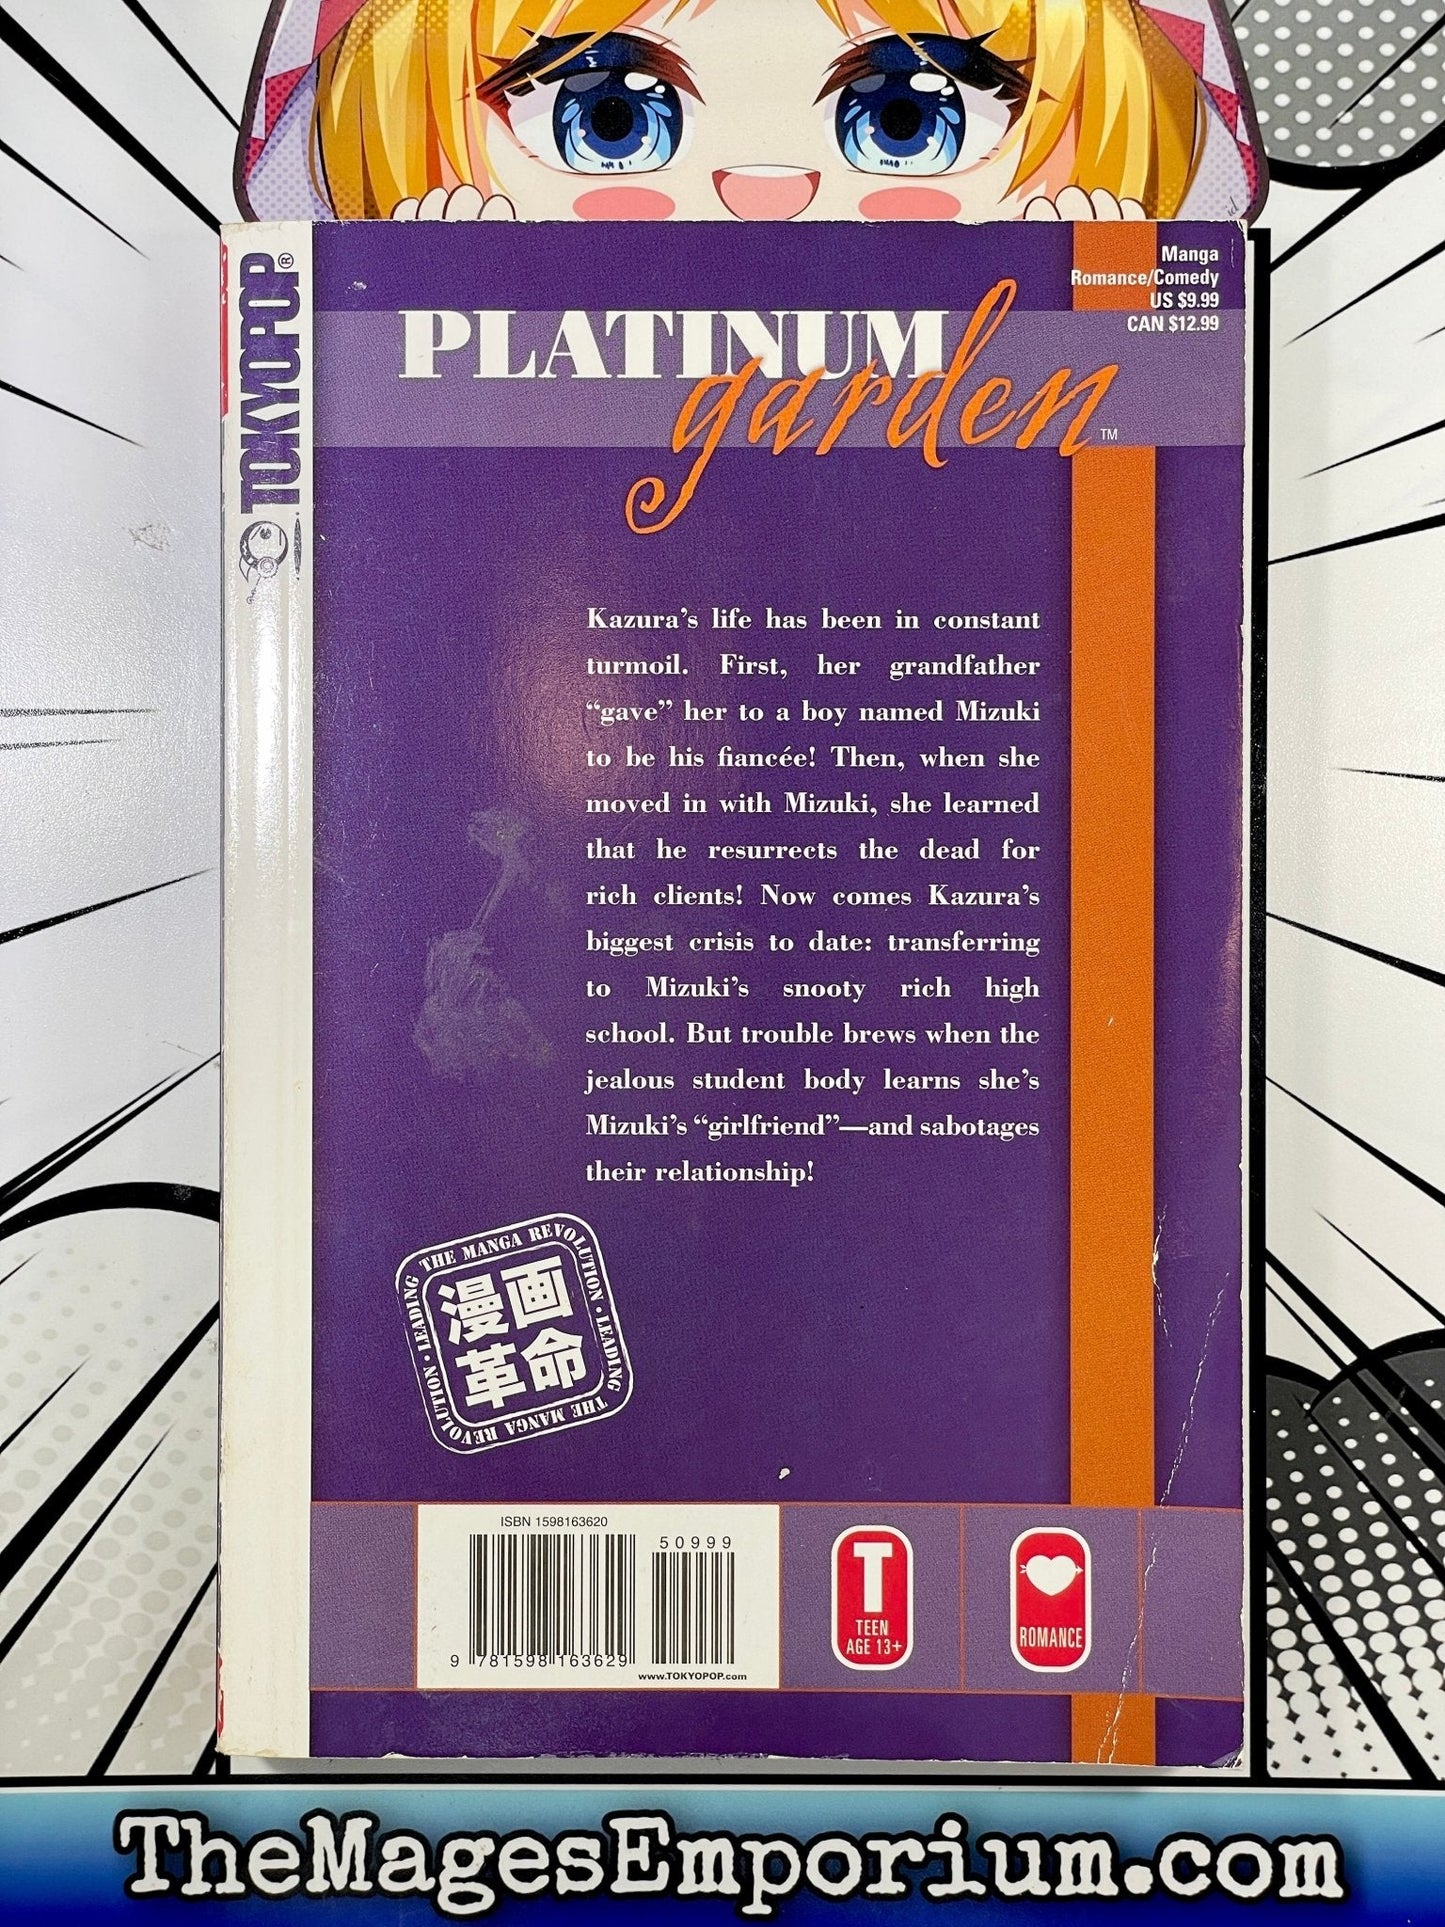 TOKYOPOP®
Manga
Romance/Comedy
US $9.99
CAN $12.99
PLATINUM
garden™
Kazura's life has been in constant
turmoil. First, her grandfather
“gave” her to a boy named Mizuki
to be his fiancée! Then, when she
moved in with Mizuki, she learned
that he resurrects the dead for
rich clients! Now comes Kazura's
biggest crisis to date: transferring
to Mizuki's snooty rich high
school. But trouble brews when the
jealous student body learns she's
Mizuki's “girlfriend”—and sabotages
their relationship!
LEADING THE MANGA REVOLUTION • LEADING THE MANGA REVOLUTION •
漫画
革命
ISBN 1598163620
50999
9 781598 163629
www.TOKYOPOP.com
T
TEEN
AGE 13+
ROMANCE
TheMagesEmporium.com